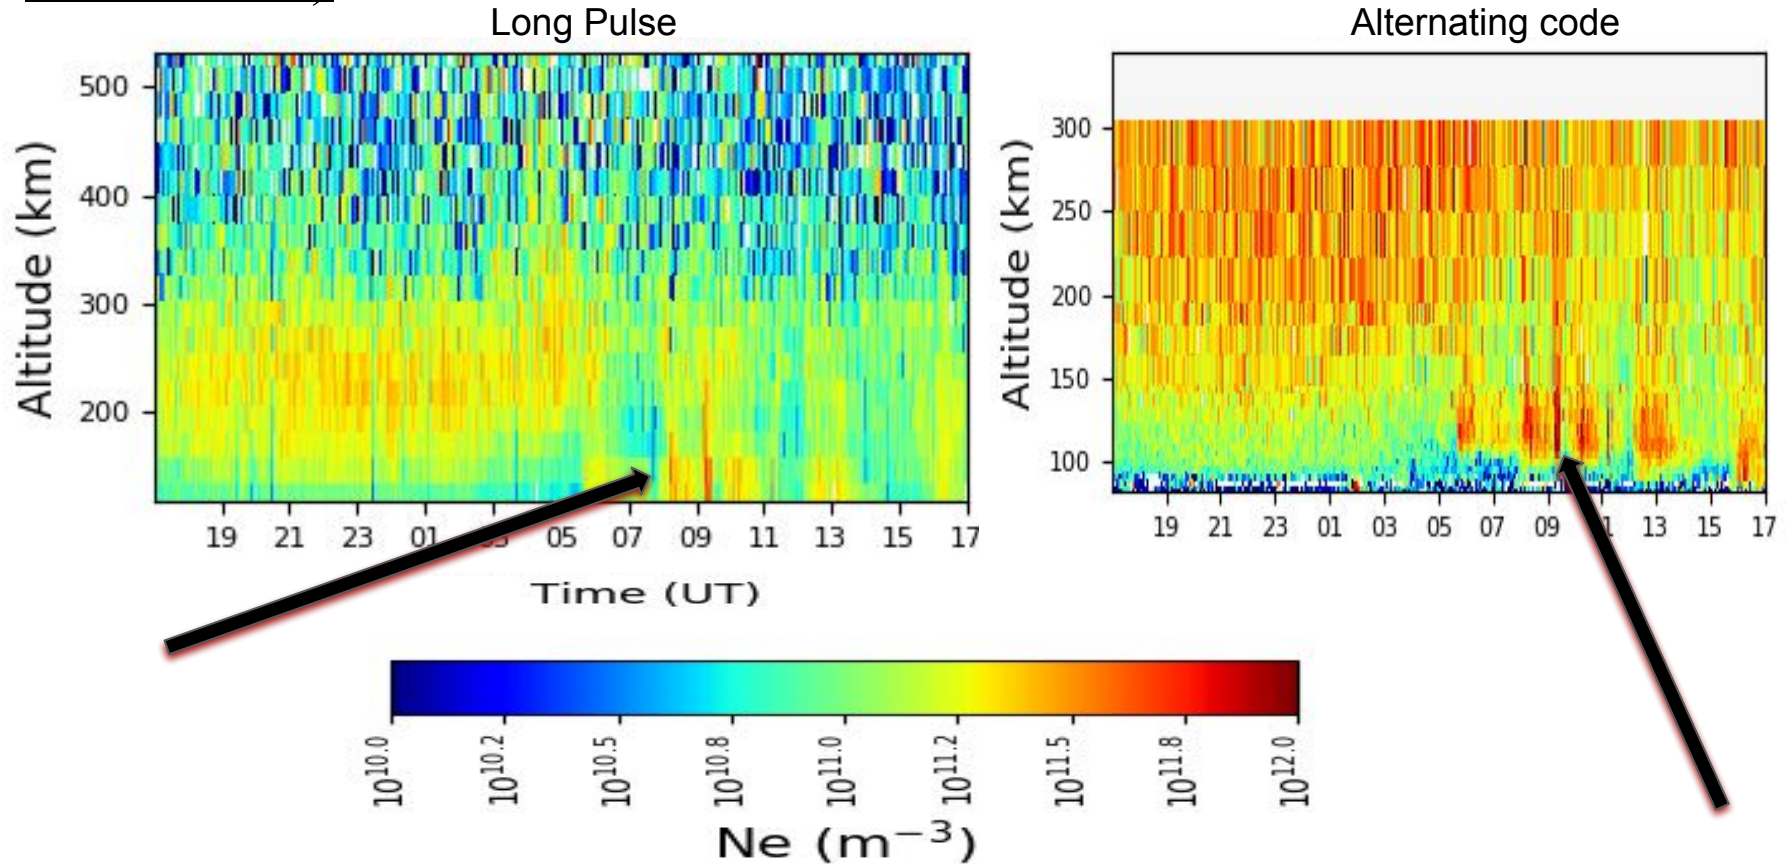 Long Pulse
Alternating code
Altitude (km)
500
400
300
200
19 21 23 01 03 05 07 09 11 13 15 17
Altitude (km)
300
250
200
150
100
19 21 23 01 03 05 07 09 11 13 15 17
Time (UT)
10^10.0 10^10.2 10^10.5 10^10.8 10^11.0 10^11.2 10^11.5 10^11.8 10^12.0
Ne (m⁻³)